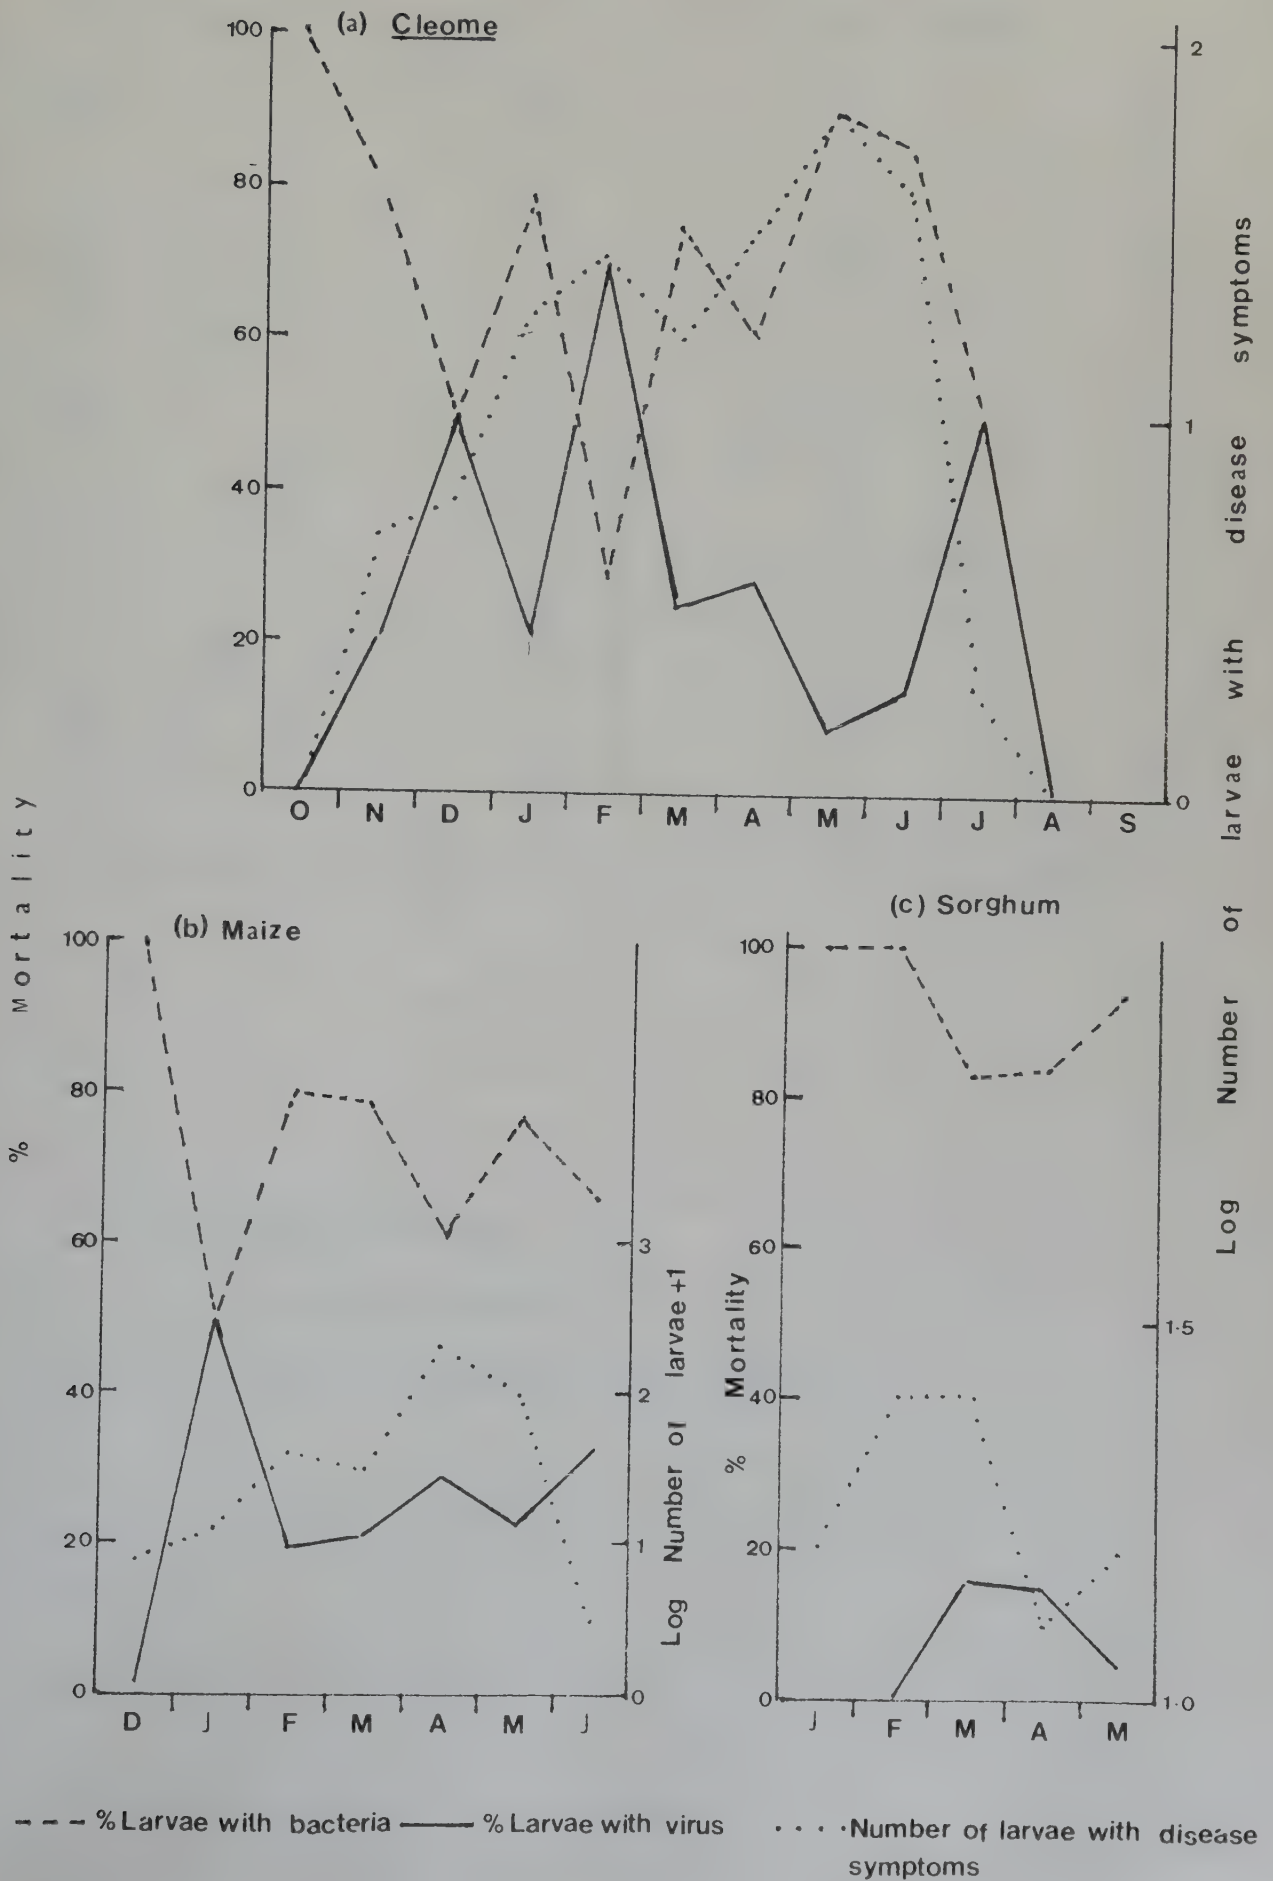 (a) Cleome
100
80
60
40
20
0
2
1
0
O N D J F M A M J J A S
% Mortality
Log Number of larvae with disease symptoms
(b) Maize
100
80
60
40
20
0
3
2
1
0
D J F M A M J
Log Number of larvae +1
(c) Sorghum
100
80
60
40
20
0
1·5
1·0
J F M A M
% Mortality
% Larvae with bacteria
% Larvae with virus
Number of larvae with disease
symptoms